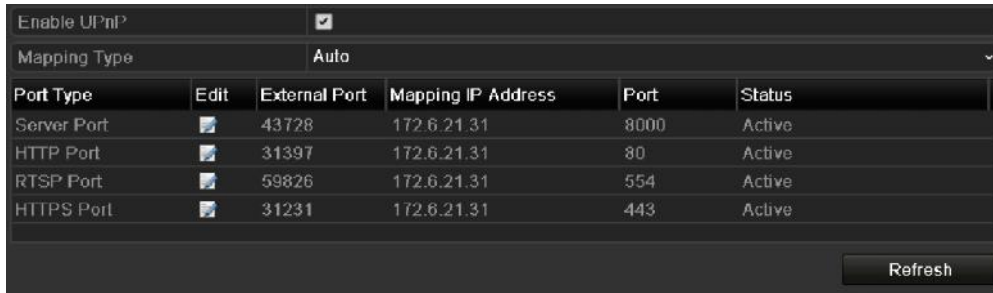 Enable UPnP
Mapping Type Auto
Port Type Edit External Port Mapping IP Address Port Status
Server Port 43728 172.6.21.31 8000 Active
HTTP Port 31397 172.6.21.31 80 Active
RTSP Port 59826 172.6.21.31 554 Active
HTTPS Port 31231 172.6.21.31 443 Active
Refresh